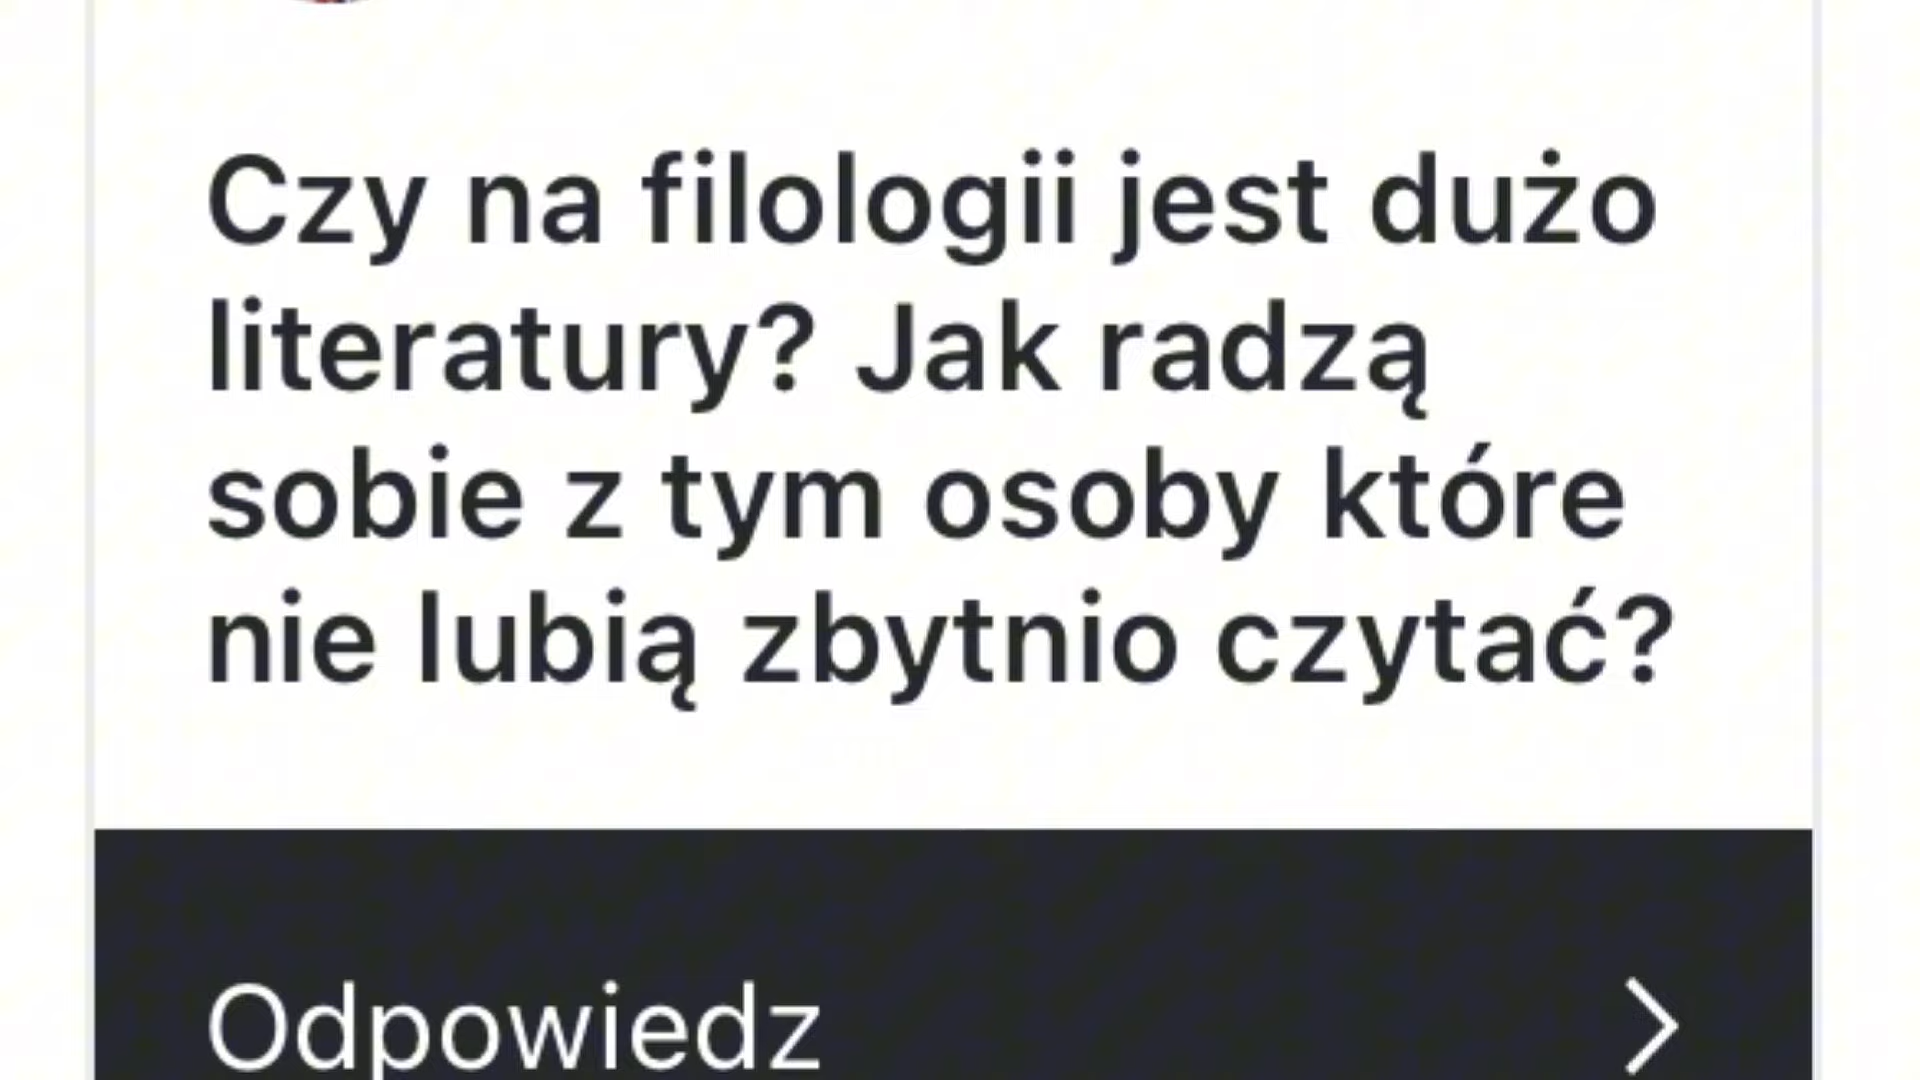 Czy na filologii jest dużo
literatury? Jak radzą
sobie z tym osoby które
nie lubią zbytnio czytać?
Odpowiedz